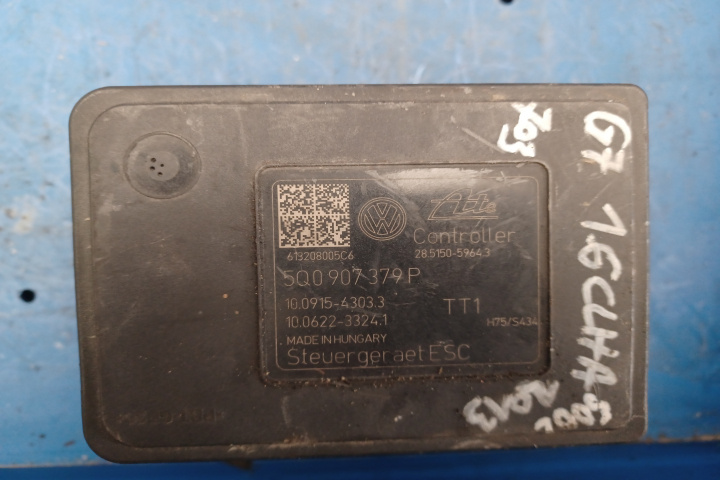 613208005C6
Ate
Controller
28.5150-5964.3
5Q0 907 379 P
10.0915-4303.3
10.0622-3324.1
TT1
H75/S434
MADE IN HUNGARY
Steuergeraet ESC
G7 1.6 CLHA
2013